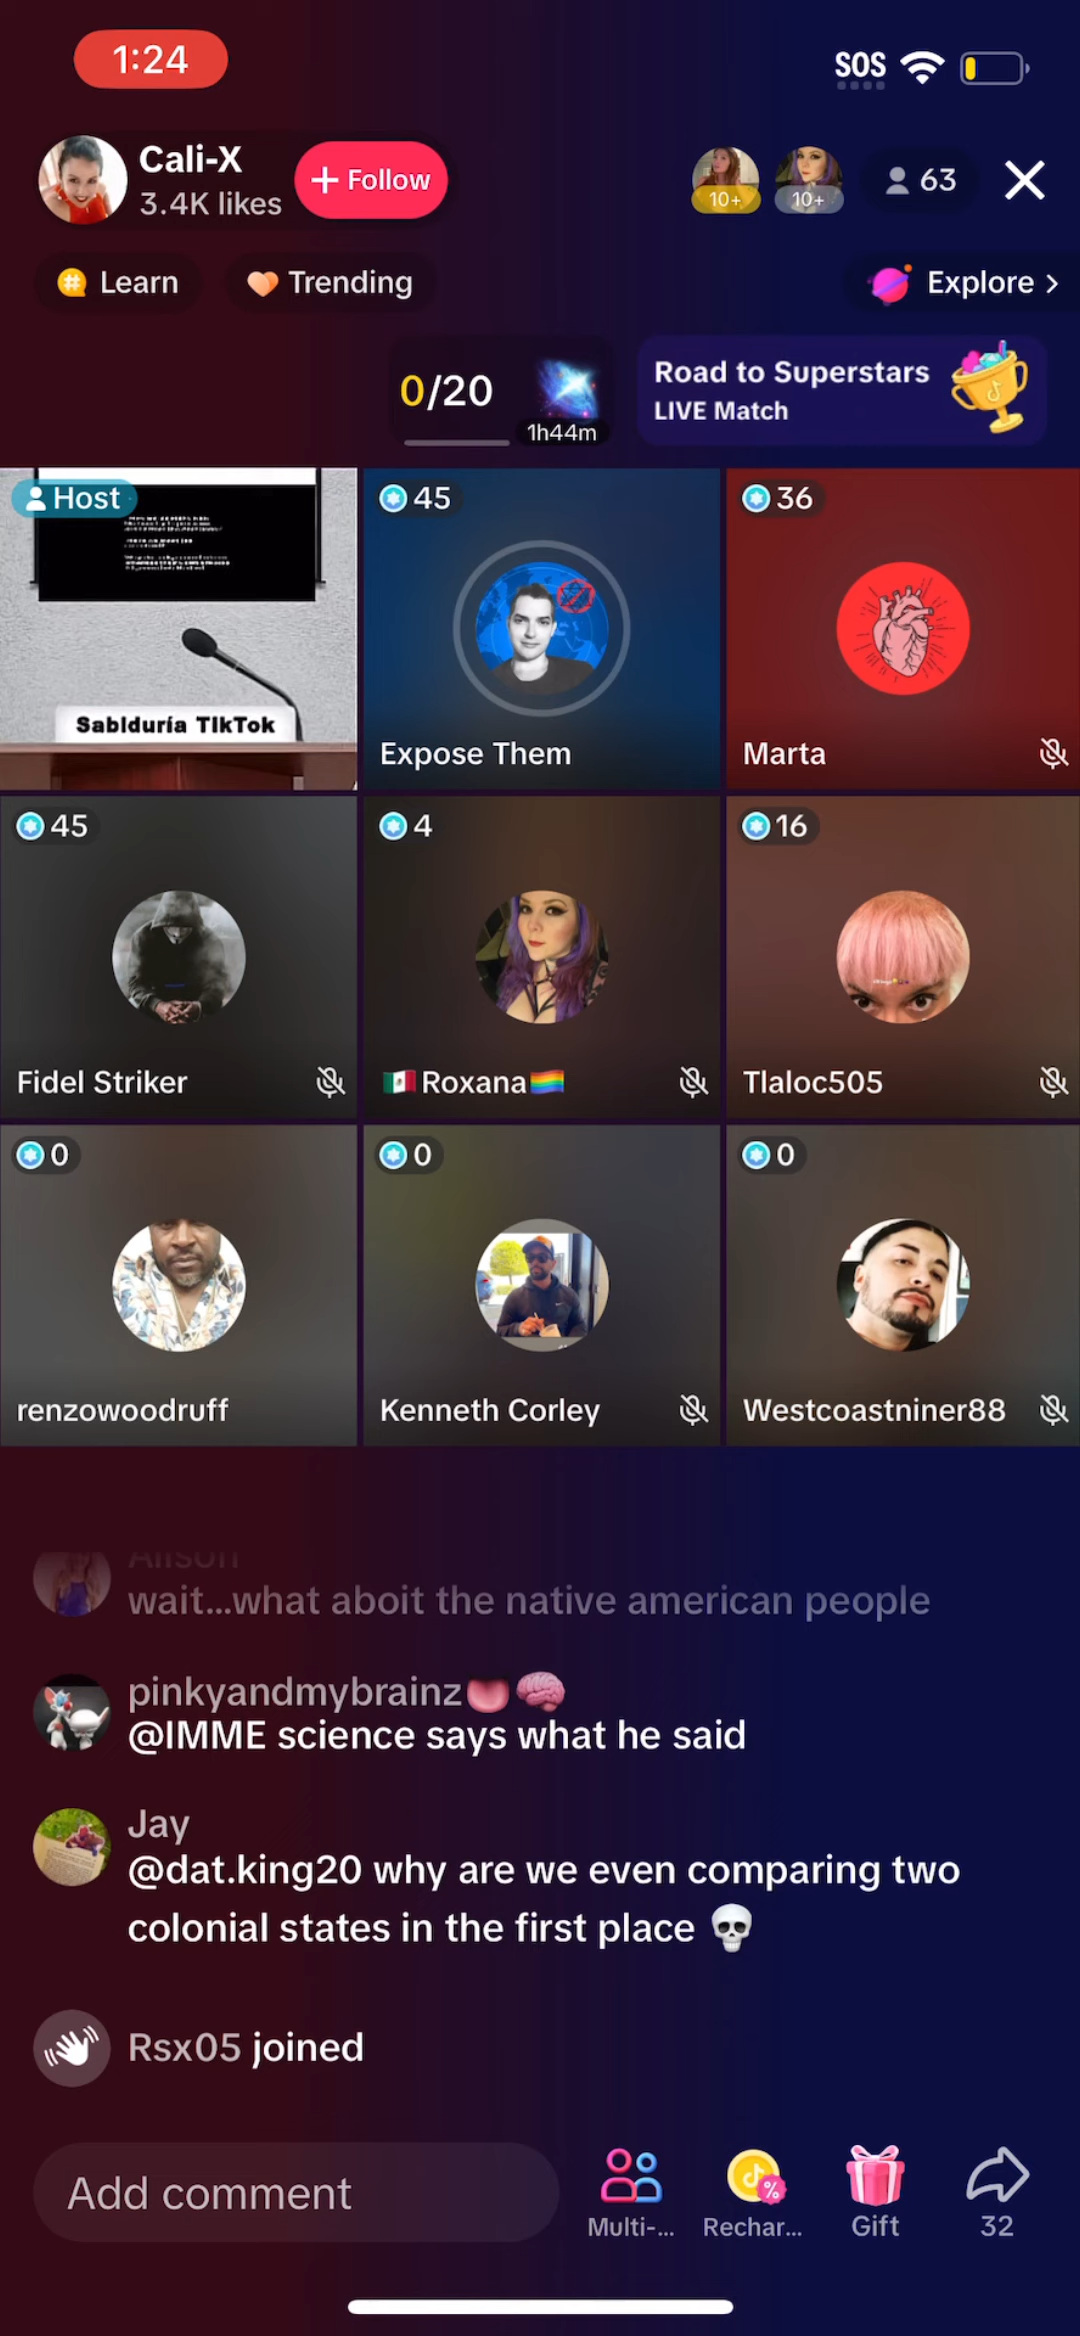 1:24
SOS
Cali-X
3.4K likes
+ Follow
10+
10+
63
Learn
Trending
Explore >
0/20
1h44m
Road to Superstars
LIVE Match
Host
Sabiduría TikTok
45
Expose Them
36
Marta
45
Fidel Striker
4
🇲🇽Roxana🏳️‍🌈
16
Tlaloc505
0
renzowoodruff
0
Kenneth Corley
0
Westcoastniner88
Alison
wait...what aboit the native american people
pinkyandmybrainz👅🧠
@IMME science says what he said
Jay
@dat.king20 why are we even comparing two
colonial states in the first place 💀
Rsx05 joined
Add comment
Multi-...
Rechar...
Gift
32